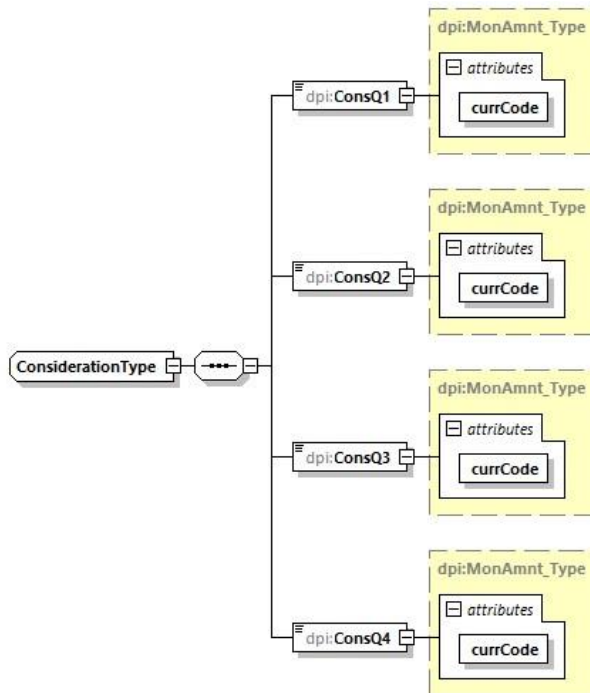 dpi:MonAmnt_Type
attributes
dpi:ConsQ1
currCode
dpi:MonAmnt_Type
attributes
dpi:ConsQ2
currCode
ConsiderationType
dpi:MonAmnt_Type
attributes
dpi:ConsQ3
currCode
dpi:MonAmnt_Type
attributes
dpi:ConsQ4
currCode